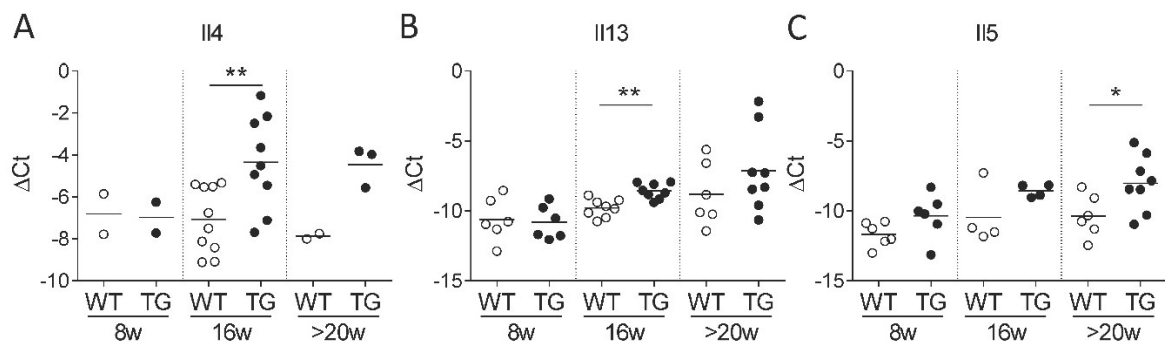 A
Il4
ΔCt
0
-2
-4
-6
-8
-10
**
WT TG WT TG WT TG
8w 16w >20w
B
Il13
ΔCt
0
-5
-10
-15
**
WT TG WT TG WT TG
8w 16w >20w
C
Il5
ΔCt
0
-5
-10
-15
*
WT TG WT TG WT TG
8w 16w >20w